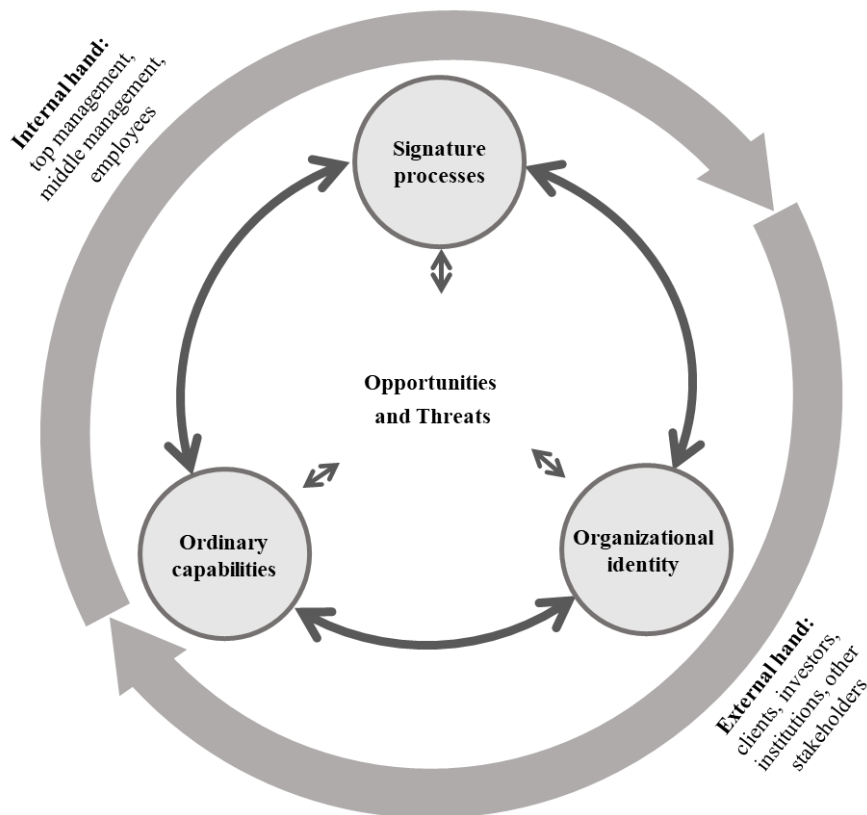 Internal hand:
top management,
middle management,
employees
Signature
processes
Opportunities
and Threats
Ordinary
capabilities
Organizational
identity
External hand:
clients, investors,
institutions, other
stakeholders